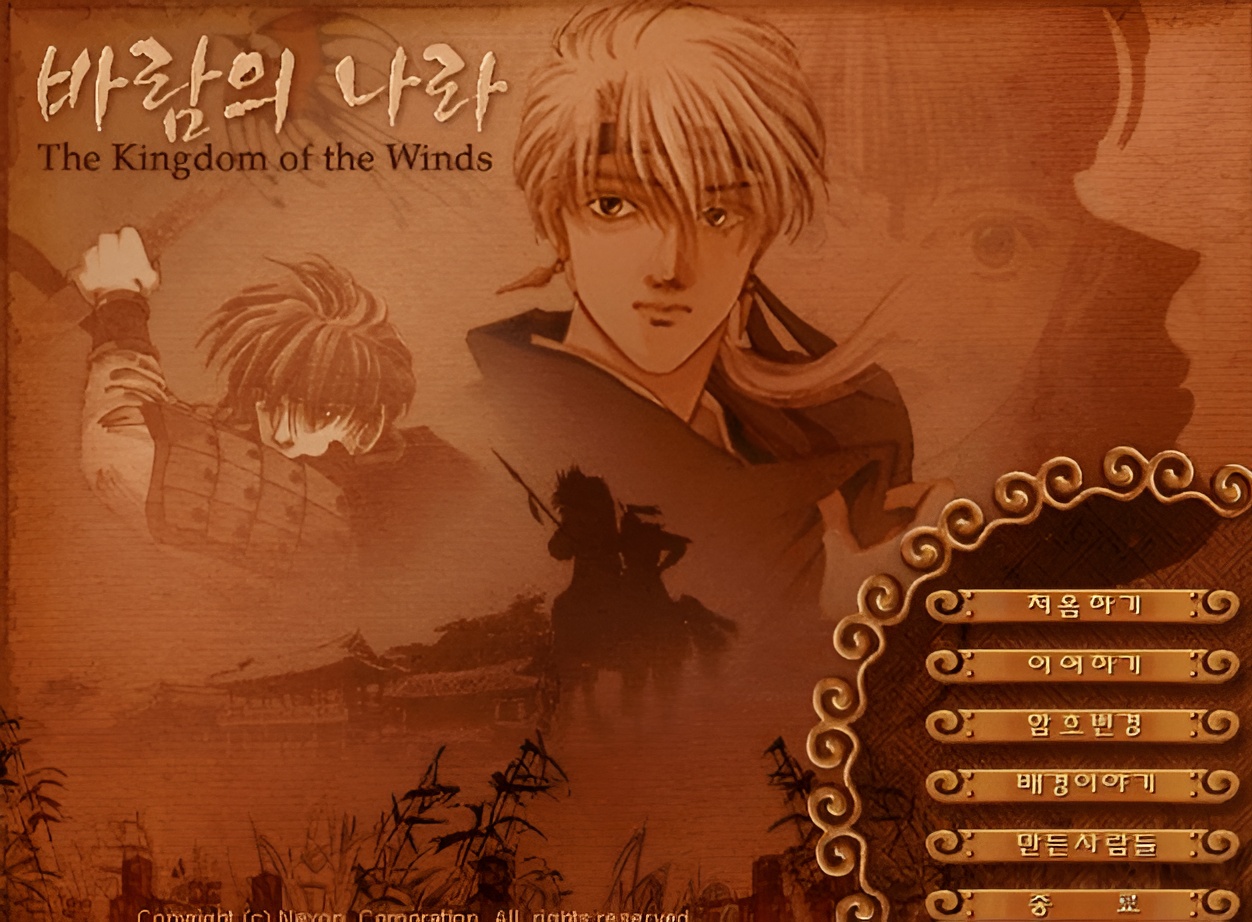 바람의 나라
The Kingdom of the Winds
처음하기
이어하기
암호변경
배경이야기
만든사람들
종 료
Copyright (c) Nexon Corporation. All rights reserved